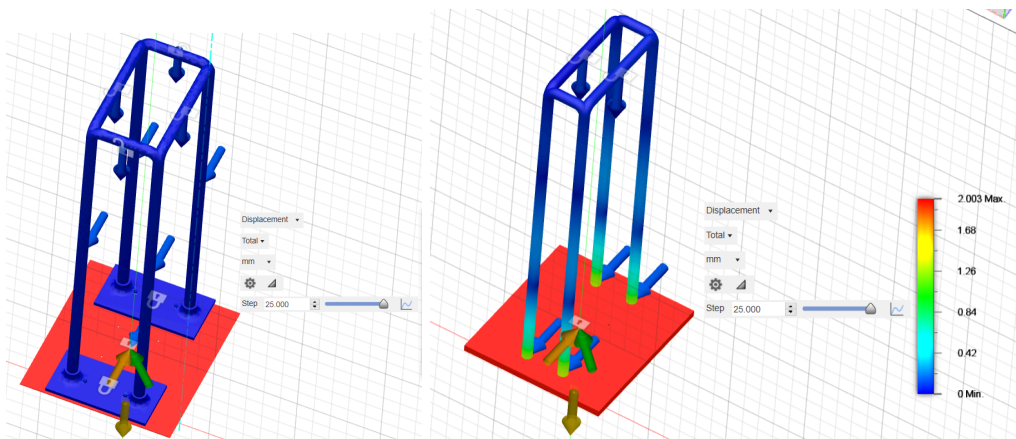 Displacement
Total
mm
Step 25.000
Displacement
Total
mm
Step 25.000
2.003 Max.
1.68
1.26
0.84
0.42
0 Min.